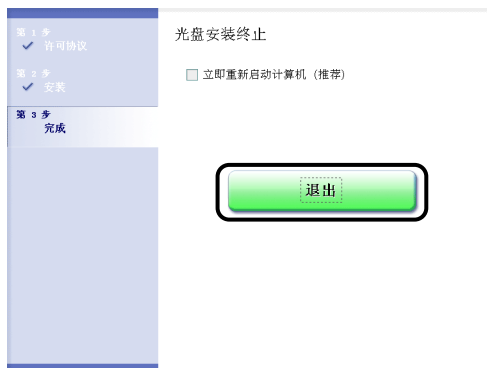 第 1 步
许可协议
第 2 步
安装
第 3 步
完成
光盘安装终止
立即重新启动计算机（推荐）
退出